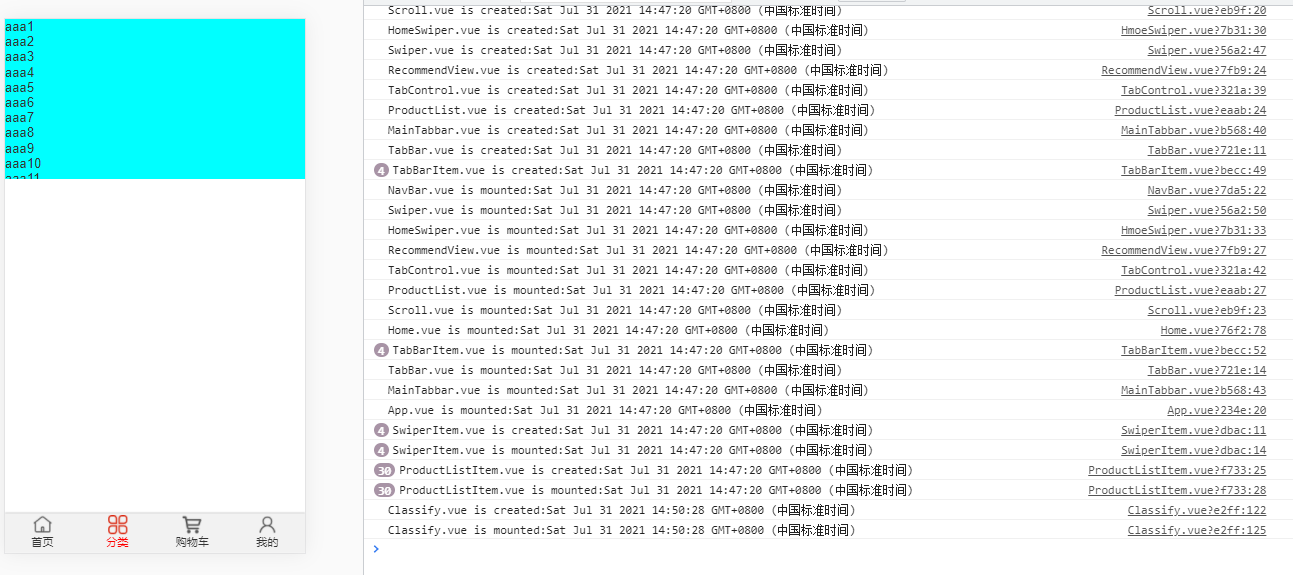 aaa1
aaa2
aaa3
aaa4
aaa5
aaa6
aaa7
aaa8
aaa9
aaa10
aaa11
首页
分类
购物车
我的
Scroll.vue is created:Sat Jul 31 2021 14:47:20 GMT+0800 (中国标准时间) Scroll.vue?eb9f:20
HomeSwiper.vue is created:Sat Jul 31 2021 14:47:20 GMT+0800 (中国标准时间) HmoeSwiper.vue?7b31:30
Swiper.vue is created:Sat Jul 31 2021 14:47:20 GMT+0800 (中国标准时间) Swiper.vue?56a2:47
RecommendView.vue is created:Sat Jul 31 2021 14:47:20 GMT+0800 (中国标准时间) RecommendView.vue?7fb9:24
TabControl.vue is created:Sat Jul 31 2021 14:47:20 GMT+0800 (中国标准时间) TabControl.vue?321a:39
ProductList.vue is created:Sat Jul 31 2021 14:47:20 GMT+0800 (中国标准时间) ProductList.vue?eaab:24
MainTabbar.vue is created:Sat Jul 31 2021 14:47:20 GMT+0800 (中国标准时间) MainTabbar.vue?b568:40
TabBar.vue is created:Sat Jul 31 2021 14:47:20 GMT+0800 (中国标准时间) TabBar.vue?721e:11
4 TabBarItem.vue is created:Sat Jul 31 2021 14:47:20 GMT+0800 (中国标准时间) TabBarItem.vue?becc:49
NavBar.vue is mounted:Sat Jul 31 2021 14:47:20 GMT+0800 (中国标准时间) NavBar.vue?7da5:22
Swiper.vue is mounted:Sat Jul 31 2021 14:47:20 GMT+0800 (中国标准时间) Swiper.vue?56a2:50
HomeSwiper.vue is mounted:Sat Jul 31 2021 14:47:20 GMT+0800 (中国标准时间) HmoeSwiper.vue?7b31:33
RecommendView.vue is mounted:Sat Jul 31 2021 14:47:20 GMT+0800 (中国标准时间) RecommendView.vue?7fb9:27
TabControl.vue is mounted:Sat Jul 31 2021 14:47:20 GMT+0800 (中国标准时间) TabControl.vue?321a:42
ProductList.vue is mounted:Sat Jul 31 2021 14:47:20 GMT+0800 (中国标准时间) ProductList.vue?eaab:27
Scroll.vue is mounted:Sat Jul 31 2021 14:47:20 GMT+0800 (中国标准时间) Scroll.vue?eb9f:23
Home.vue is mounted:Sat Jul 31 2021 14:47:20 GMT+0800 (中国标准时间) Home.vue?76f2:78
4 TabBarItem.vue is mounted:Sat Jul 31 2021 14:47:20 GMT+0800 (中国标准时间) TabBarItem.vue?becc:52
TabBar.vue is mounted:Sat Jul 31 2021 14:47:20 GMT+0800 (中国标准时间) TabBar.vue?721e:14
MainTabbar.vue is mounted:Sat Jul 31 2021 14:47:20 GMT+0800 (中国标准时间) MainTabbar.vue?b568:43
App.vue is mounted:Sat Jul 31 2021 14:47:20 GMT+0800 (中国标准时间) App.vue?234e:20
4 SwiperItem.vue is created:Sat Jul 31 2021 14:47:20 GMT+0800 (中国标准时间) SwiperItem.vue?dbac:11
4 SwiperItem.vue is mounted:Sat Jul 31 2021 14:47:20 GMT+0800 (中国标准时间) SwiperItem.vue?dbac:14
30 ProductListItem.vue is created:Sat Jul 31 2021 14:47:20 GMT+0800 (中国标准时间) ProductListItem.vue?f733:25
30 ProductListItem.vue is mounted:Sat Jul 31 2021 14:47:20 GMT+0800 (中国标准时间) ProductListItem.vue?f733:28
Classify.vue is created:Sat Jul 31 2021 14:50:28 GMT+0800 (中国标准时间) Classify.vue?e2ff:122
Classify.vue is mounted:Sat Jul 31 2021 14:50:28 GMT+0800 (中国标准时间) Classify.vue?e2ff:125